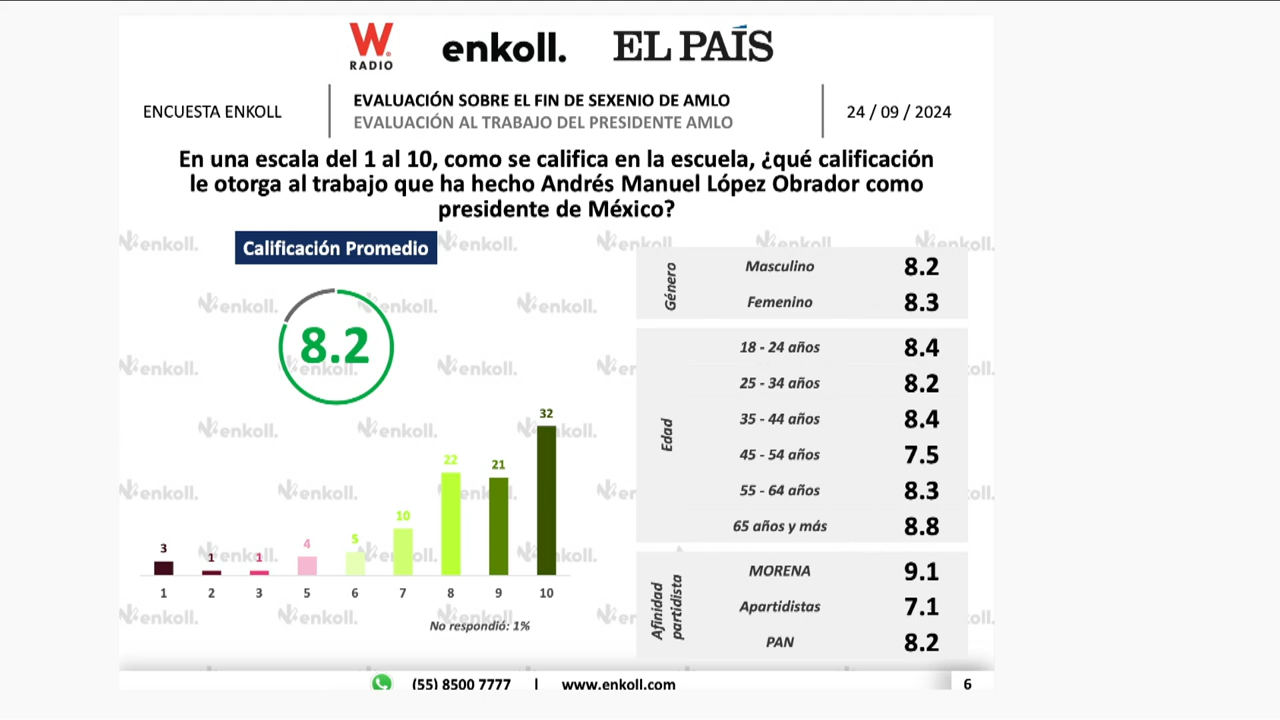 W
RADIO
enkoll.
EL PAÍS
ENCUESTA ENKOLL
EVALUACIÓN SOBRE EL FIN DE SEXENIO DE AMLO
EVALUACIÓN AL TRABAJO DEL PRESIDENTE AMLO
24 / 09 / 2024
En una escala del 1 al 10, como se califica en la escuela, ¿qué calificación
le otorga al trabajo que ha hecho Andrés Manuel López Obrador como
presidente de México?
Calificación Promedio
8.2
3 1 1 4 5 10 22 21 32
1 2 3 5 6 7 8 9 10
No respondió: 1%
Género
Masculino 8.2
Femenino 8.3
Edad
18 - 24 años 8.4
25 - 34 años 8.2
35 - 44 años 8.4
45 - 54 años 7.5
55 - 64 años 8.3
65 años y más 8.8
Afinidad
partidista
MORENA 9.1
Apartidistas 7.1
PAN 8.2
(55) 8500 7777 | www.enkoll.com
6